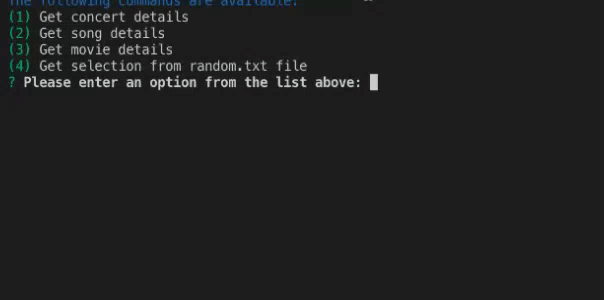 The following commands are available:
(1) Get concert details
(2) Get song details
(3) Get movie details
(4) Get selection from random.txt file
? Please enter an option from the list above: